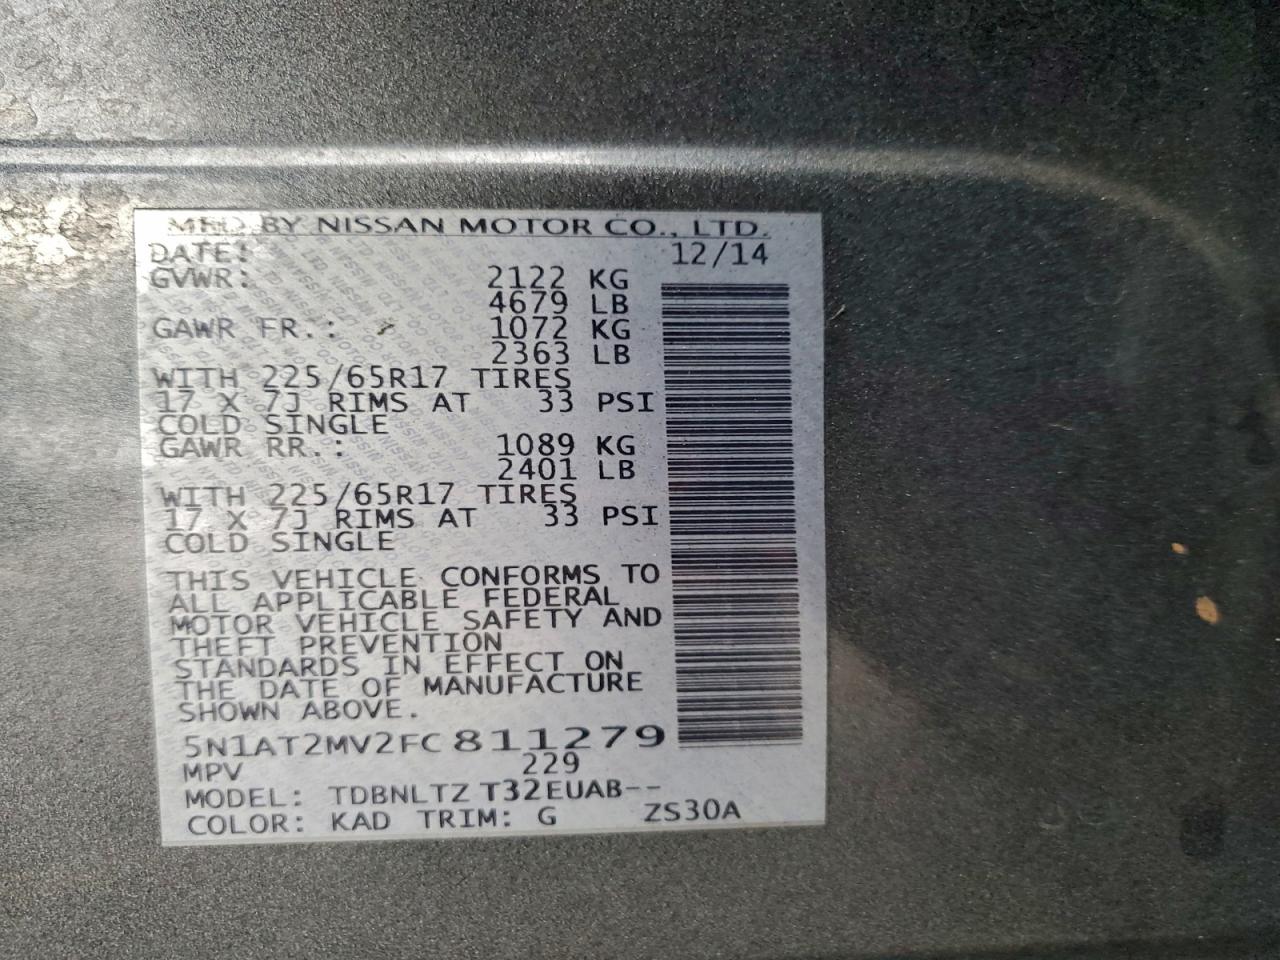 MFD BY NISSAN MOTOR CO., LTD.
DATE: 12/14
GVWR: 2122 KG
4679 LB
GAWR FR.: 1072 KG
2363 LB
WITH 225/65R17 TIRES
17 X 7J RIMS AT 33 PSI
COLD SINGLE
GAWR RR.: 1089 KG
2401 LB
WITH 225/65R17 TIRES
17 X 7J RIMS AT 33 PSI
COLD SINGLE
THIS VEHICLE CONFORMS TO
ALL APPLICABLE FEDERAL
MOTOR VEHICLE SAFETY AND
THEFT PREVENTION
STANDARDS IN EFFECT ON
THE DATE OF MANUFACTURE
SHOWN ABOVE.
5N1AT2MV2FC811279
MPV 229
MODEL: TDBNLTZ T32EUAB--
COLOR: KAD TRIM: G ZS30A